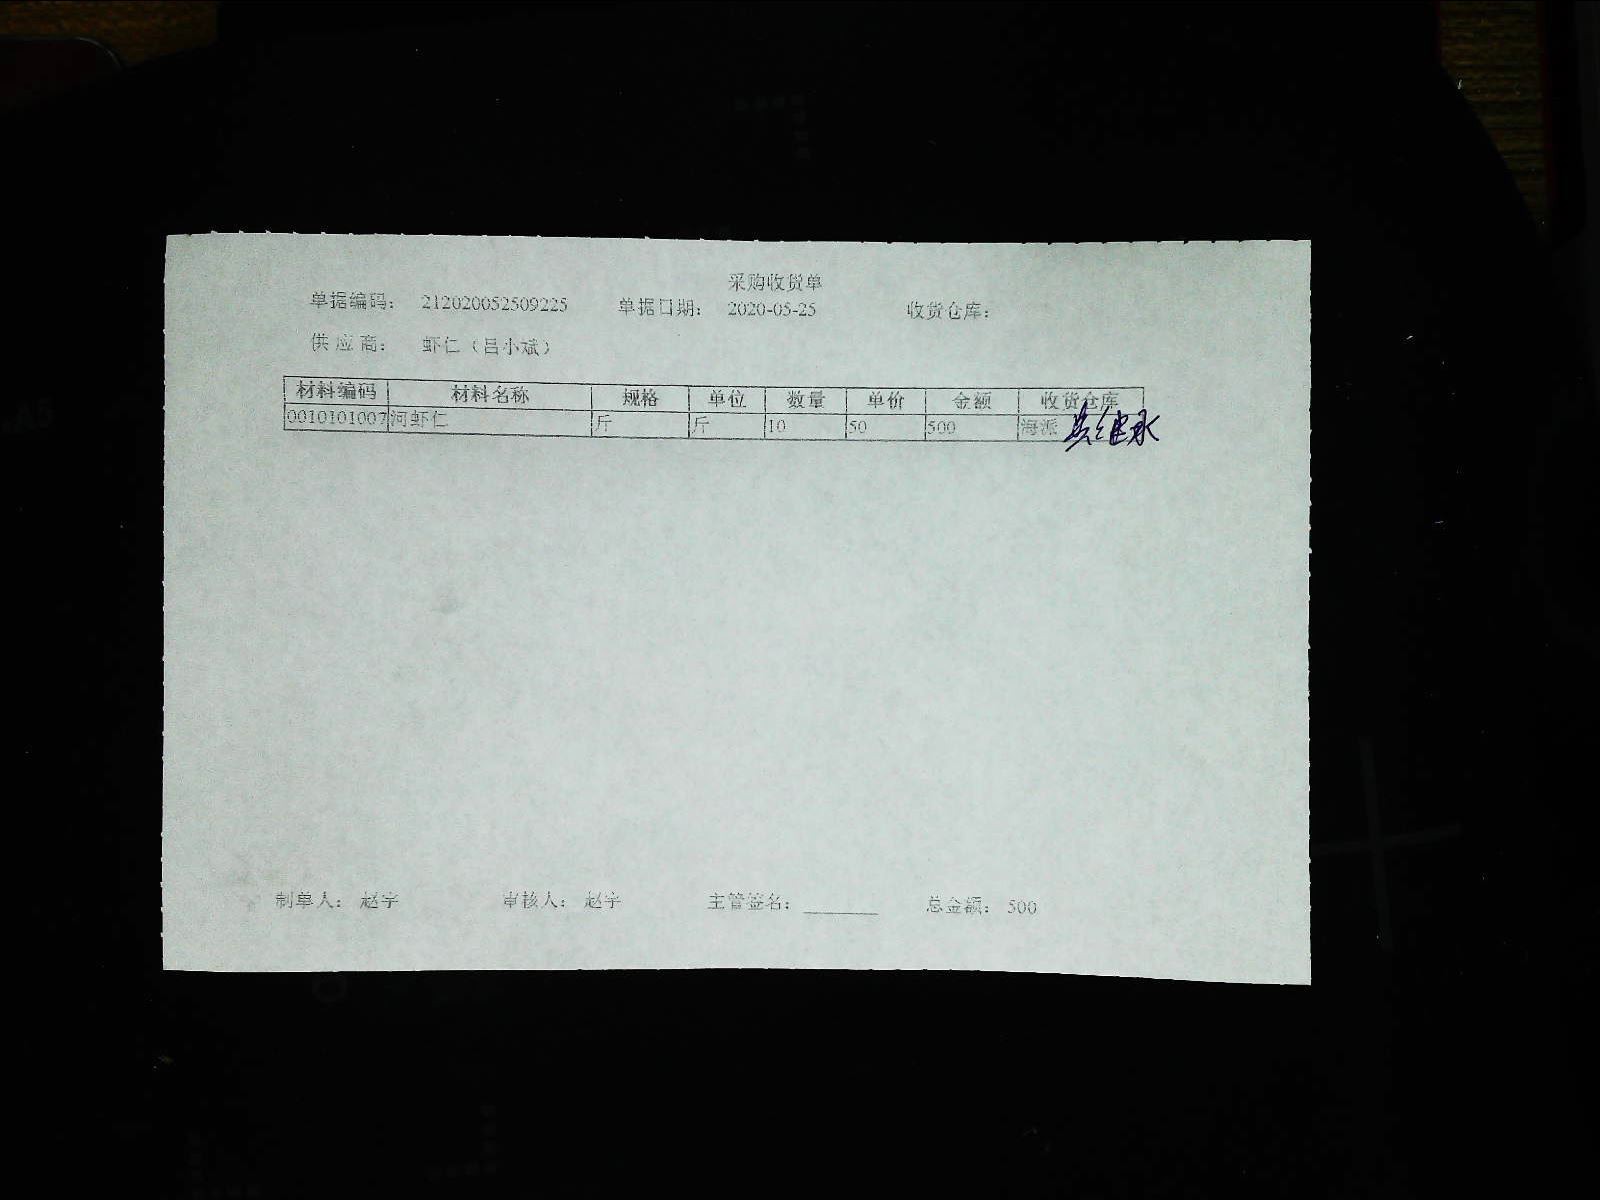 采购收货单
单据编码： 212020052509225 单据日期： 2020-05-25 收货仓库：
供应商： 虾仁（吕小斌）
材料编码 材料名称 规格 单位 数量 单价 金额 收货仓库
0010101007 河虾仁 斤 斤 10 50 500 海派
制单人： 赵宇 审核人： 赵宇 主管签名： 总金额： 500